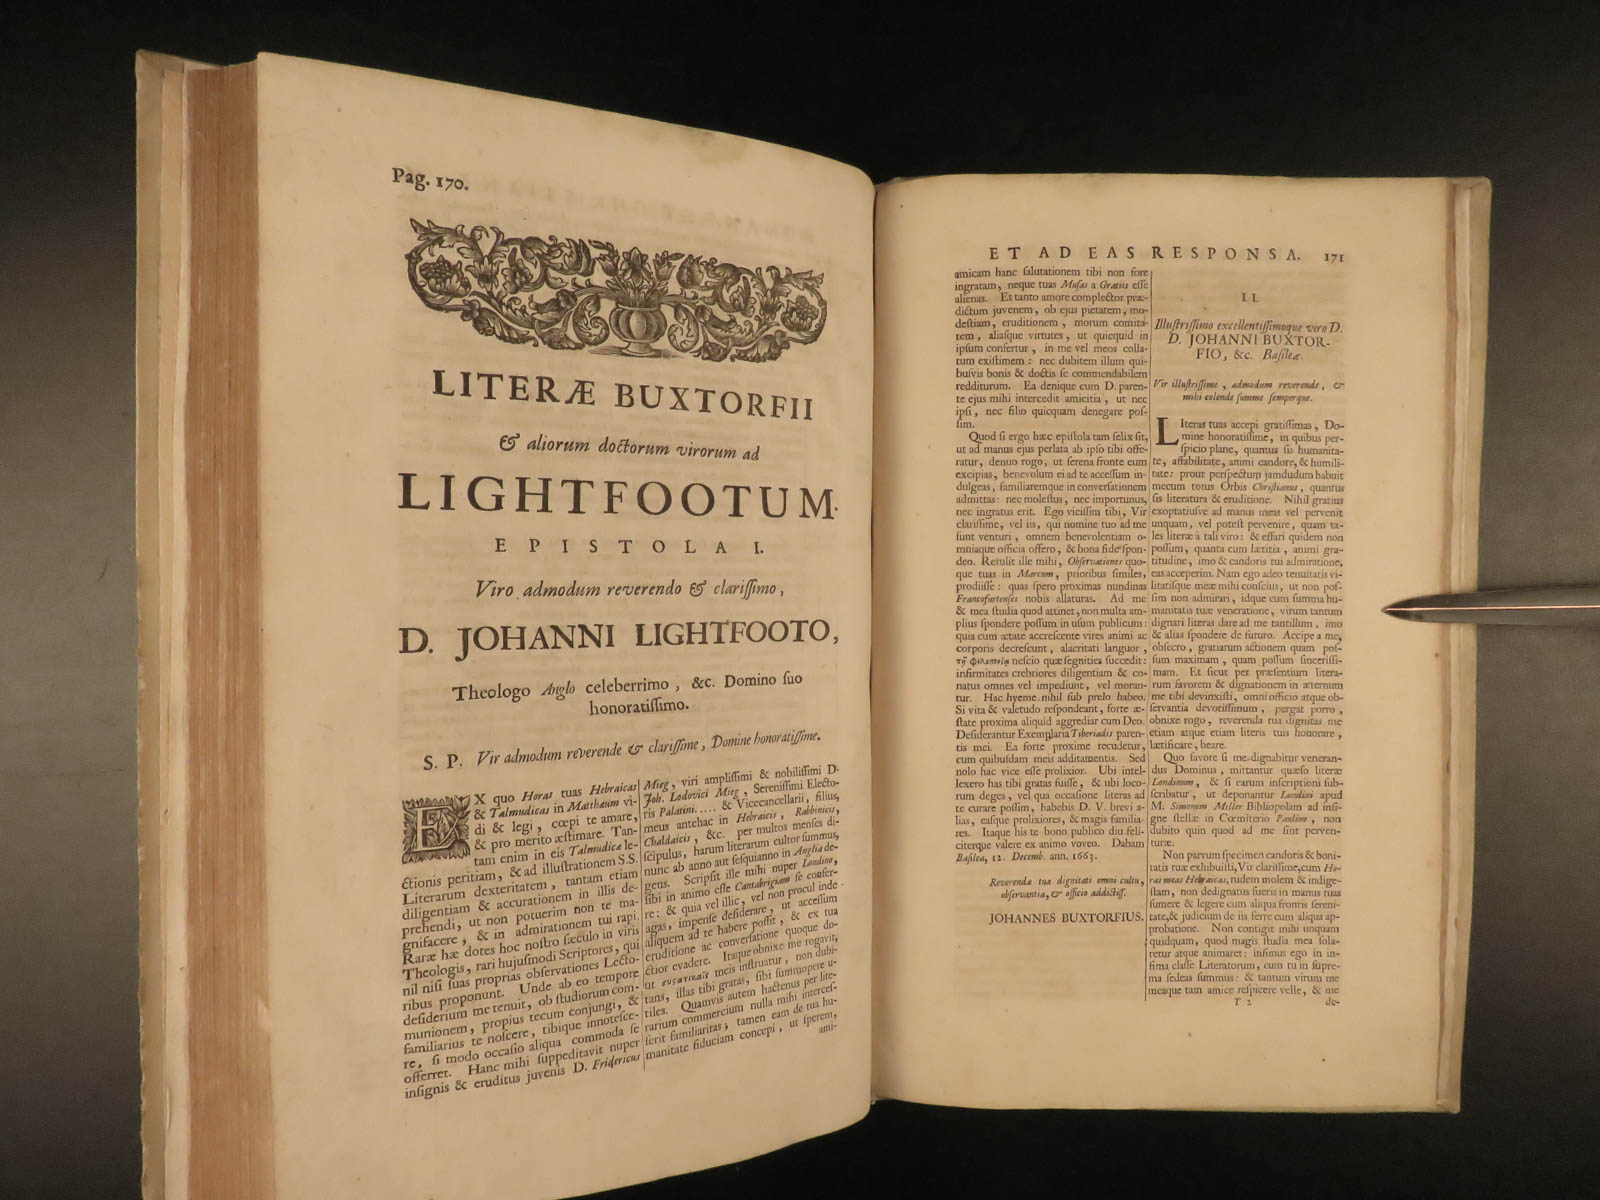 Pag. 170.
LITERÆ BUXTORFII
& aliorum doctorum virorum ad
LIGHTFOOTUM.
EPISTOLA I.
Viro admodum reverendo & clarissimo,
D. JOHANNI LIGHTFOOTO,
Theologo Anglo celeberrimo, &c. Domino suo
honoratissimo.
S. P. Vir admodum reverende & clarissime, Domine honoratissime.
EX quo Horas tuas Hebraicas
& Talmudicas in Matthæum vi-
di & legi, cœpi te amare,
& pro merito æstimare. Tan-
tam enim in eis Talmudicæ le-
ctionis peritiam, & ad illustrationem S.S.
Literarum dexteritatem, tantam etiam
diligentiam & accurationem in illis de-
prehendi, ut non potuerim non te ma-
gnifacere, & in admirationem tui rapi.
Raræ hæ dotes hoc nostro sæculo in viris
Theologis, rari hujusmodi Scriptores, qui
nil nisi suas proprias observationes Lecto-
ribus proponunt. Unde ab eo tempore
desiderium me tenuit, ob studiorum com-
munionem, propius tecum conjungi, &
familiarius te noscere, tibique innotesce-
re, si modo occasio aliqua commoda se
offerret. Hanc mihi suppeditavit nuper
insignis & eruditus juvenis D. Fridericus
Mieg, viri amplissimi & nobilissimi D.
Joh. Lodovici Mieg, Serenissimi Electo-
ris Palatini..... & Vicecancellarii, filius,
meus antehac in Hebraicis, Rabbinicis,
Chaldaicis, &c. per multos menses di-
scipulus, harum literarum cultor summus,
nunc ab anno aut sesquianno in Anglia de-
gens. Scripsit ille mihi nuper Londino,
sibi in animo esse Cantabrigiam se confer-
re: & quia vel illic, vel non procul inde
agas, impense desiderare, ut accessum
aliquem ad te habere possit, & ex tua
eruditione ac conversatione quoque do-
ctior evadere. Itaque obnixe me rogavit,
ut meis instruatur, non dubi-
tans, illas tibi gratas, sibi summopere u-
tiles. Quamvis autem hactenus per lite-
rarium commercium nulla mihi interces-
serit familiaritas, tamen eam de tua hu-
manitate fiduciam concepi, ut sperem,
ami-
ET AD EAS RESPONSA. 171
amicam hanc salutationem tibi non fore
ingratam, neque tuas Musas a Gratiis esse
alienas. Et tanto amore complector præ-
dictum juvenem, ob ejus pietatem, mo-
destiam, eruditionem, morum comita-
tem, aliasque virtutes, ut quicquid in
ipsum confertur, in me vel meos colla-
tum existimem: nec dubitem illum qui-
busvis bonis & doctis se commendabilem
redditurum. Ea denique cum D. paren-
te ejus mihi intercedit amicitia, ut nec
ipsi, nec filio quicquam denegare pos-
sim.
Quod si ergo hæc epistola tam felix sit,
ut ad manus ejus perlata ab ipso tibi offe-
ratur, denuo rogo, ut serena fronte eum
excipias, benevolum ei ad te accessum in-
dulgeas, familiaremque in conversationem
admittas: nec molestus, nec importunus,
nec ingratus erit. Ego vicissim tibi, Vir
clarissime, vel iis, qui nomine tuo ad me
sunt venturi, omnem benevolentiam o-
mniaque officia offero, & bona fide spon-
deo. Retulit ille mihi, Observationes quo-
que tuas in Marcum, prioribus similes,
prodiisse: quas spero proximas nundinas
Francofurtenses nobis allaturas. Ad me
& mea studia quod attinet, non multa am-
plius spondere possum in usum publicum:
quia cum ætate accrescente vires animi ac
corporis decrescunt, alacritati languor,
τῇ φιλοπονίᾳ nescio quæ segnities succedit:
infirmitates crebriores diligentiam & co-
natus omnes vel impediunt, vel moran-
tur. Hac hyeme nihil sub prelo habeo.
Si vita & valetudo respondeant, forte æ-
state proxima aliquid aggrediar cum Deo.
Desiderantur Exemplaria Tiberiadis paren-
tis mei. Ea forte proxime recudetur,
cum quibusdam meis additamentis. Sed
nolo hac vice esse prolixior. Ubi intel-
lexero has tibi gratas fuisse, & ubi loco-
rum degas, vel qua occasione literas ad
te curare possim, habebis D. V. brevi a-
lias, easque prolixiores, & magis familia-
res. Itaque his te bono publico diu feli-
citerque valere ex animo voveo. Dabam
Basileæ, 12. Decemb. ann. 1663.
Reverendæ tuæ dignitati omni cultu,
observantia, & officio addictiss.
JOHANNES BUXTORFIUS.
II.
Illustrissimo excellentissimoque viro D.
D. JOHANNI BUXTOR-
FIO, &c. Basileæ.
Vir illustrissime, admodum reverende, &
mihi colende summe semperque.
Literas tuas accepi gratissimas, Do-
mine honoratissime, in quibus per-
spicio plane, quantus sis humanita-
te, affabilitate, animi candore, & humili-
tate: prout perspectum jamdudum habuit
mecum totus Orbis Christianus, quantus
sis literatura & eruditione. Nihil gratius
exoptatiusve ad manus meas vel pervenit
unquam, vel potest pervenire, quam ta-
les literæ à tali viro: & effari quidem non
possum, quanta cum lætitia, animi gra-
titudine, imo & candoris tui admiratione,
eas acceperim. Nam ego adeo tenuitatis vi-
litatisque meæ mihi conscius, ut non pos-
sim non admirari, idque cum summa hu-
manitatis tuæ veneratione, virum tantum
dignari literas dare ad me tantillum, imo
& alias spondere de futuro. Accipe a me,
obsecro, gratiarum actionem quam pos-
sum maximam, quam possum sincerissi-
mam. Et sicut per præsentium litera-
rum favorem & dignationem in æternum
me tibi devinxisti, omni officio atque ob-
servantia devotissimum, pergat porro,
obnixe rogo, reverenda tua dignitas me
etiam atque etiam literis tuis honorare,
lætificare, beare.
Quo favore si me dignabitur veneran-
dus Dominus, mittantur quæso literæ
Londinum, & si earum inscriptioni sub-
scribatur, ut deponantur Londini apud
M. Simonem Miller Bibliopolam ad insi-
gne stellæ in Cœmiterio Paulino, non
dubito quin quod ad me sint perven-
turæ.
Non parvum specimen candoris & boni-
tatis tuæ exhibuisti, Vir clarissime, cum Ho-
ras meas Hebraicas, rudem molem & indige-
stam, non dedignatus fueris in manus tuas
sumere & legere cum aliqua frontis sereni-
tate, & judicium de iis ferre cum aliqua ap-
probatione. Non contigit mihi unquam
quidquam, quod magis studia mea sola-
retur atque animaret: infimus ego in in-
fima classe Literatorum, cum tu in supre-
ma sedeas summus: & tantum virum me
meaque tam amice respicere velle, & me
T 2 de-